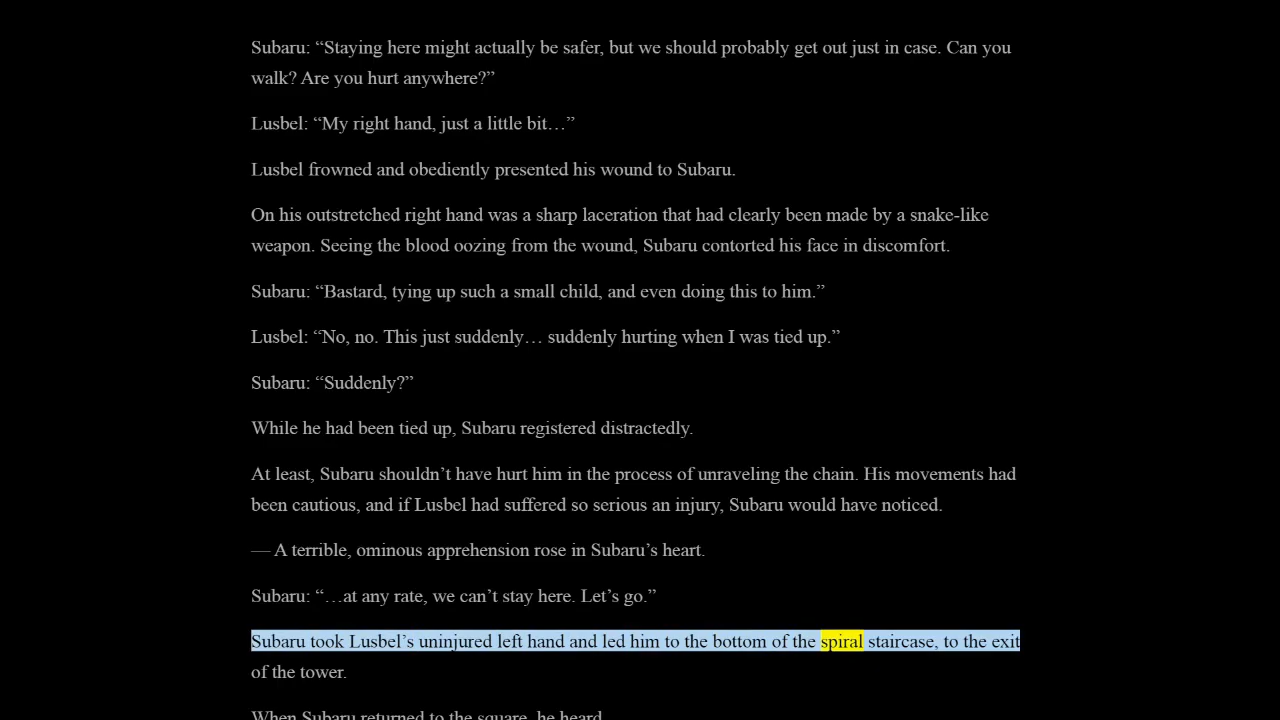 Subaru: “Staying here might actually be safer, but we should probably get out just in case. Can you
walk? Are you hurt anywhere?”
Lusbel: “My right hand, just a little bit…”
Lusbel frowned and obediently presented his wound to Subaru.
On his outstretched right hand was a sharp laceration that had clearly been made by a snake-like
weapon. Seeing the blood oozing from the wound, Subaru contorted his face in discomfort.
Subaru: “Bastard, tying up such a small child, and even doing this to him.”
Lusbel: “No, no. This just suddenly… suddenly hurting when I was tied up.”
Subaru: “Suddenly?”
While he had been tied up, Subaru registered distractedly.
At least, Subaru shouldn’t have hurt him in the process of unraveling the chain. His movements had
been cautious, and if Lusbel had suffered so serious an injury, Subaru would have noticed.
— A terrible, ominous apprehension rose in Subaru’s heart.
Subaru: “…at any rate, we can’t stay here. Let’s go.”
Subaru took Lusbel’s uninjured left hand and led him to the bottom of the spiral staircase, to the exit
of the tower.
When Subaru returned to the square, he heard